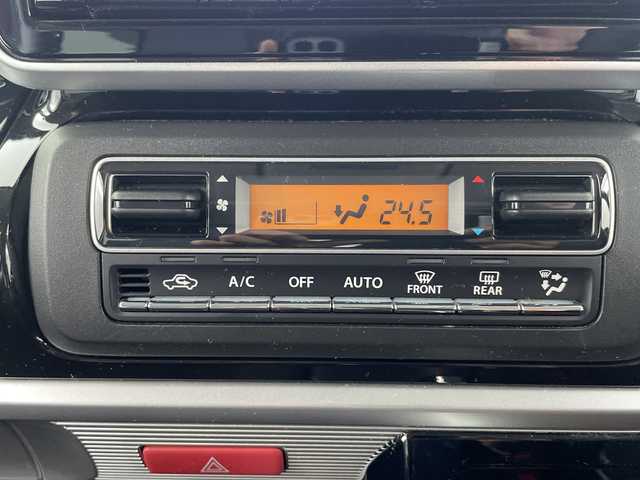 24.5
A/C OFF AUTO FRONT REAR